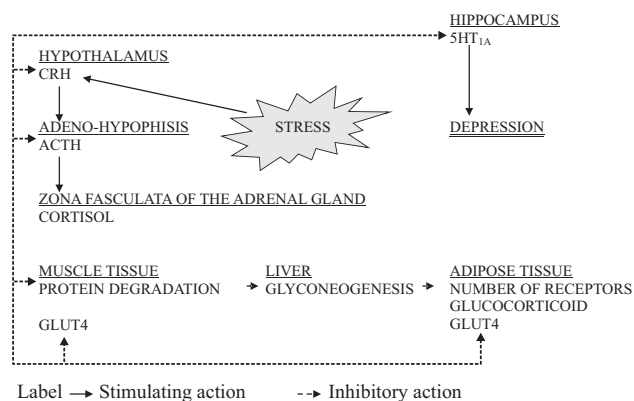 HIPPOCAMPUS
5HT1A
HYPOTHALAMUS
CRH
ADENO-HYPOPHISIS
ACTH
STRESS
DEPRESSION
ZONA FASCULATA OF THE ADRENAL GLAND
CORTISOL
MUSCLE TISSUE
PROTEIN DEGRADATION
GLUT4
LIVER
GLYCONEOGENESIS
ADIPOSE TISSUE
NUMBER OF RECEPTORS
GLUCOCORTICOID
GLUT4
Label → Stimulating action --→ Inhibitory action